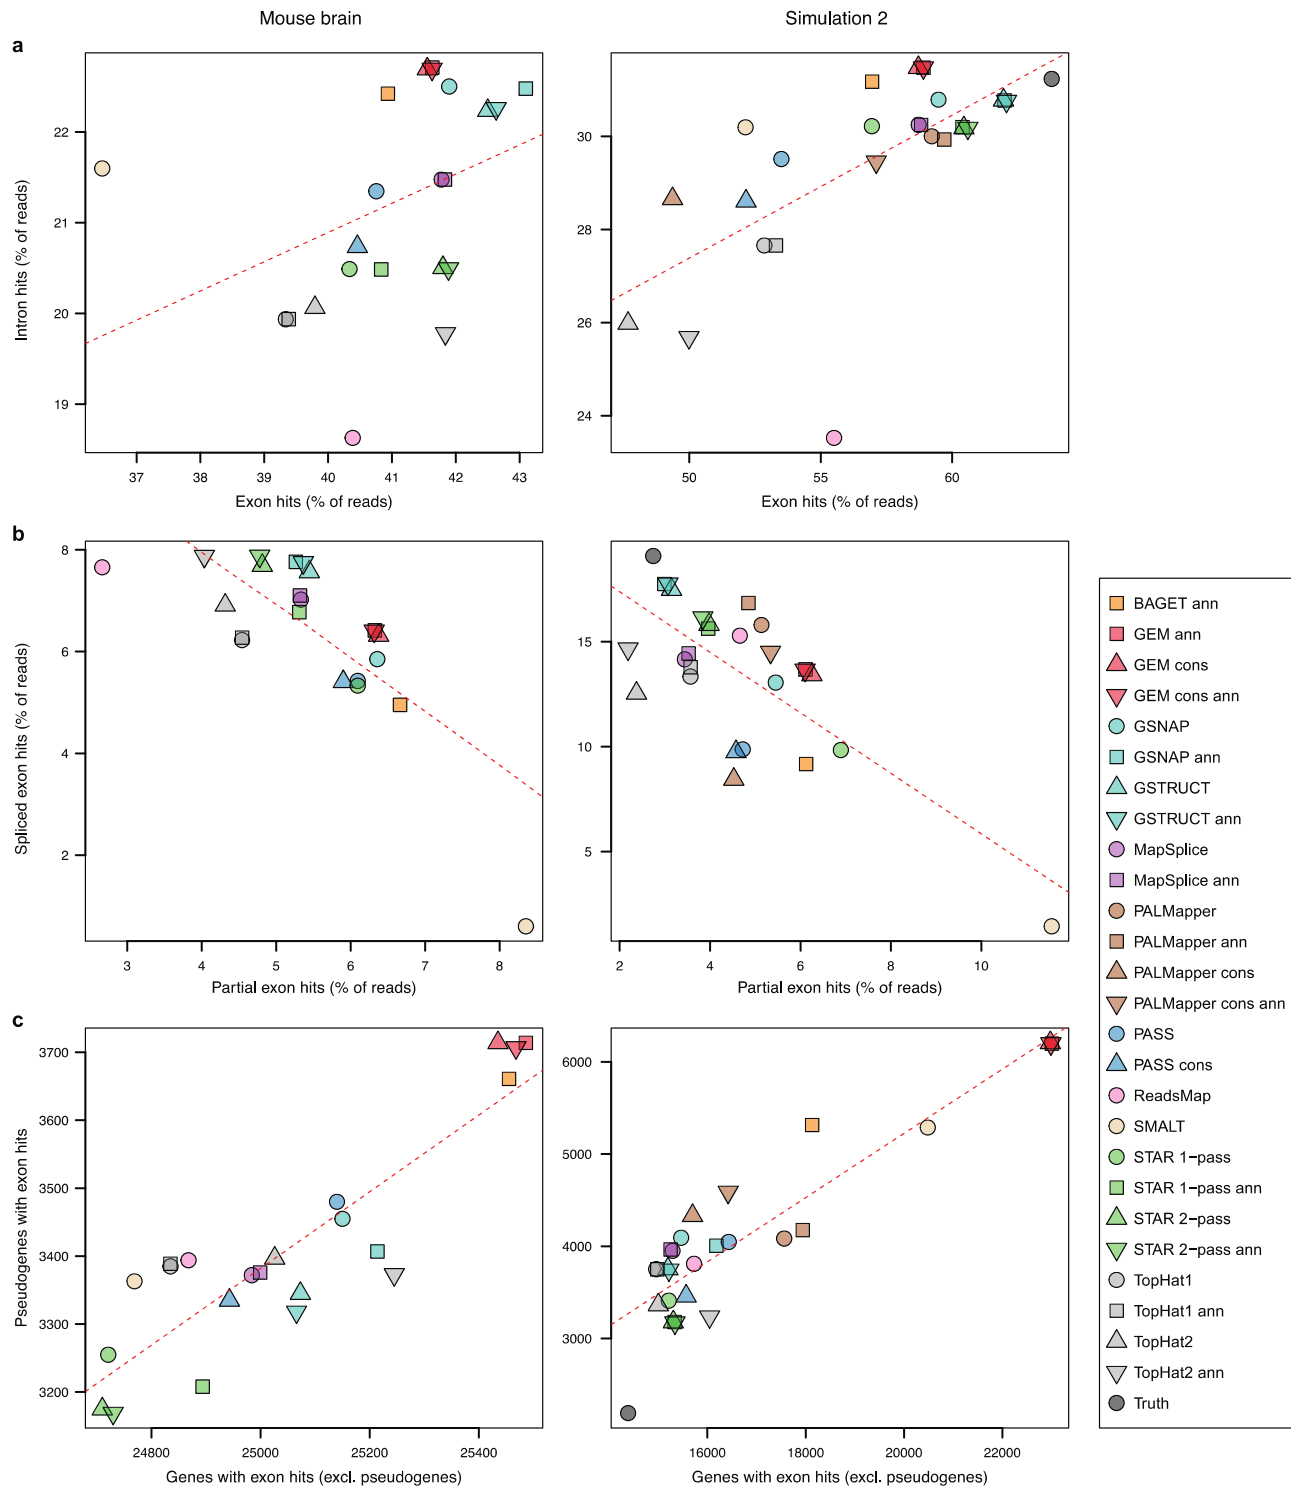 Mouse brain
Simulation 2
a
Intron hits (% of reads)
22
21
20
19
37
38
39
40
41
42
43
Exon hits (% of reads)
30
28
26
24
50
55
60
Exon hits (% of reads)
b
Spliced exon hits (% of reads)
8
6
4
2
3
4
5
6
7
8
Partial exon hits (% of reads)
15
10
5
2
4
6
8
10
Partial exon hits (% of reads)
c
Pseudogenes with exon hits
3700
3600
3500
3400
3300
3200
24800
25000
25200
25400
Genes with exon hits (excl. pseudogenes)
6000
5000
4000
3000
16000
18000
20000
22000
Genes with exon hits (excl. pseudogenes)
BAGET ann
GEM ann
GEM cons
GEM cons ann
GSNAP
GSNAP ann
GSTRUCT
GSTRUCT ann
MapSplice
MapSplice ann
PALMapper
PALMapper ann
PALMapper cons
PALMapper cons ann
PASS
PASS cons
ReadsMap
SMALT
STAR 1−pass
STAR 1−pass ann
STAR 2−pass
STAR 2−pass ann
TopHat1
TopHat1 ann
TopHat2
TopHat2 ann
Truth